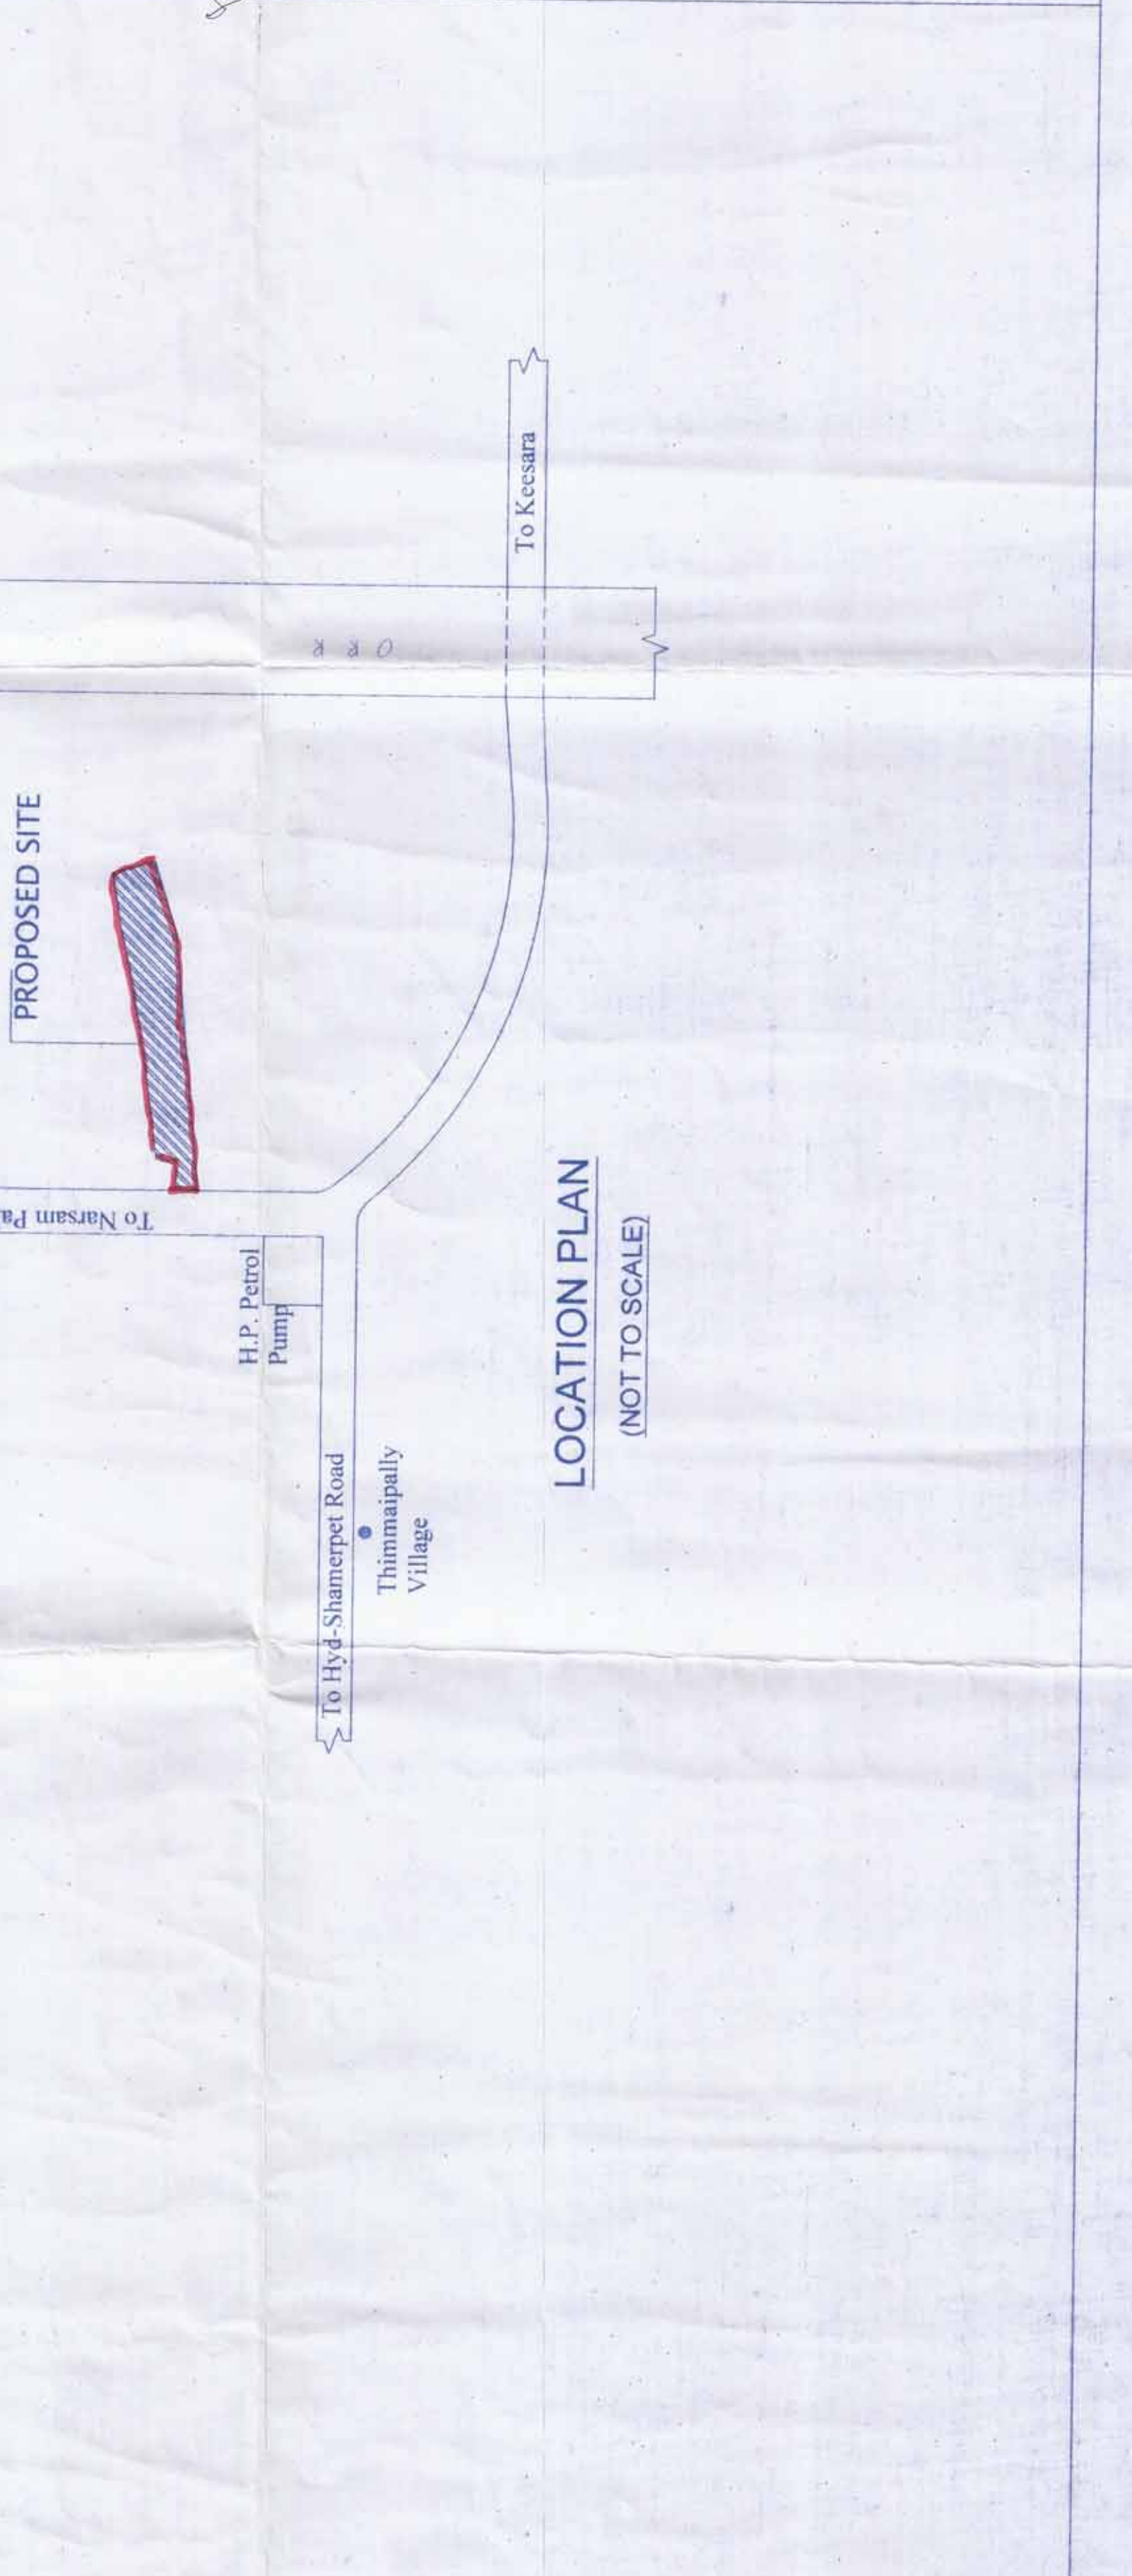 PROPOSED SITE
To Narsam Pa
H.P. Petrol
Pump
O R R
To Hyd-Shamerpet Road
Thimmaipally
Village
To Keesara
LOCATION PLAN
(NOT TO SCALE)